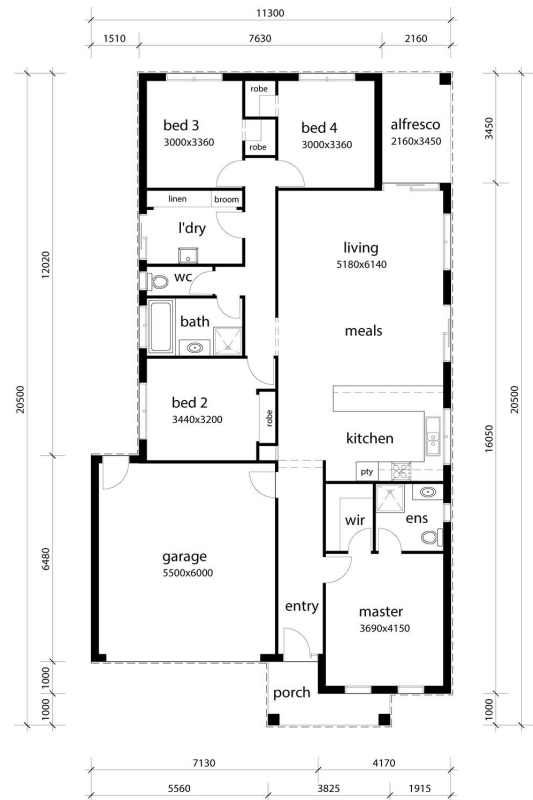 11300
1510
7630
2160
robe
bed 3
3000x3360
bed 4
3000x3360
alfresco
2160x3450
robe
3450
linen
broom
l'dry
living
5180x6140
12020
wc
bath
meals
20500
20500
16050
bed 2
3440x3200
robe
kitchen
pty
wir
ens
garage
5500x6000
6480
entry
master
3690x4150
porch
1000
1000
1000
7130
4170
5560
3825
1915